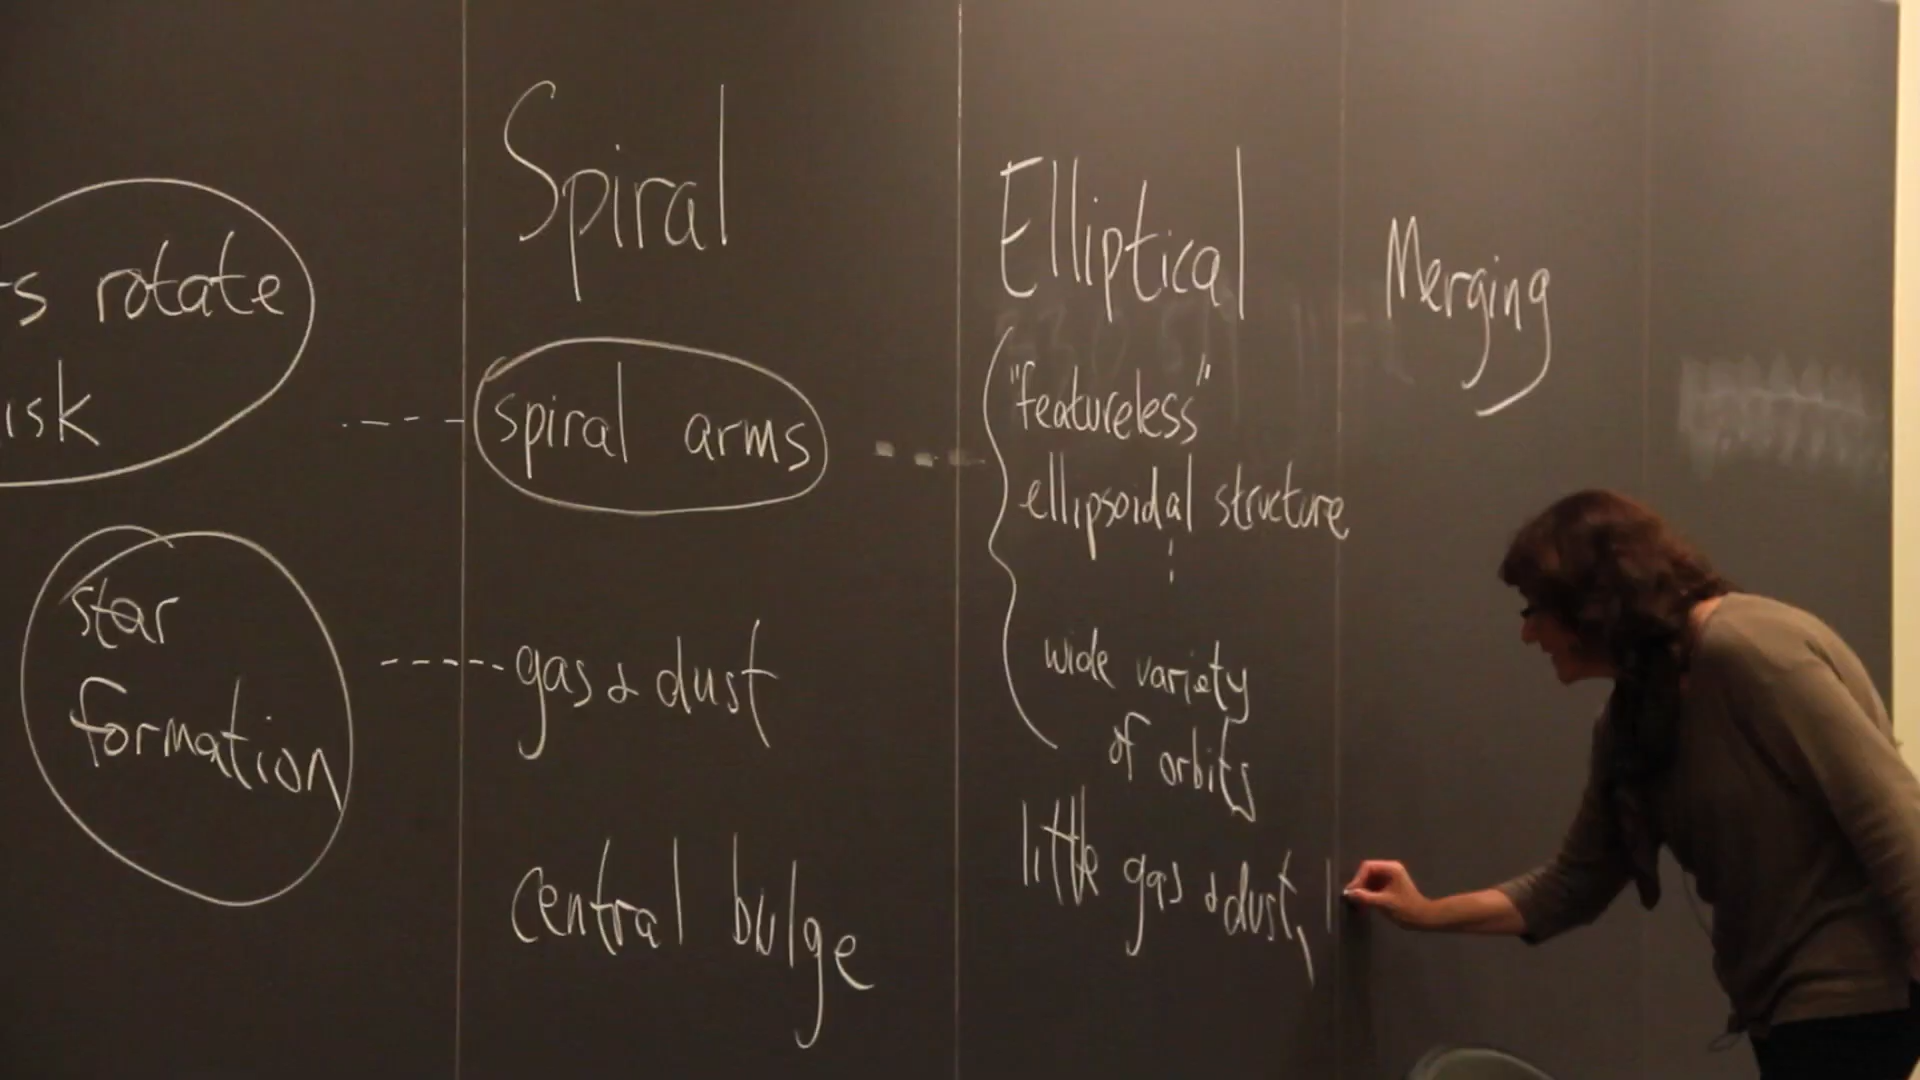 s rotate
isk
star
formation
Spiral
spiral arms
gas & dust
central bulge
Elliptical
"featureless"
ellipsoidal structure
wide variety
of orbits
little gas & dust, l
Merging